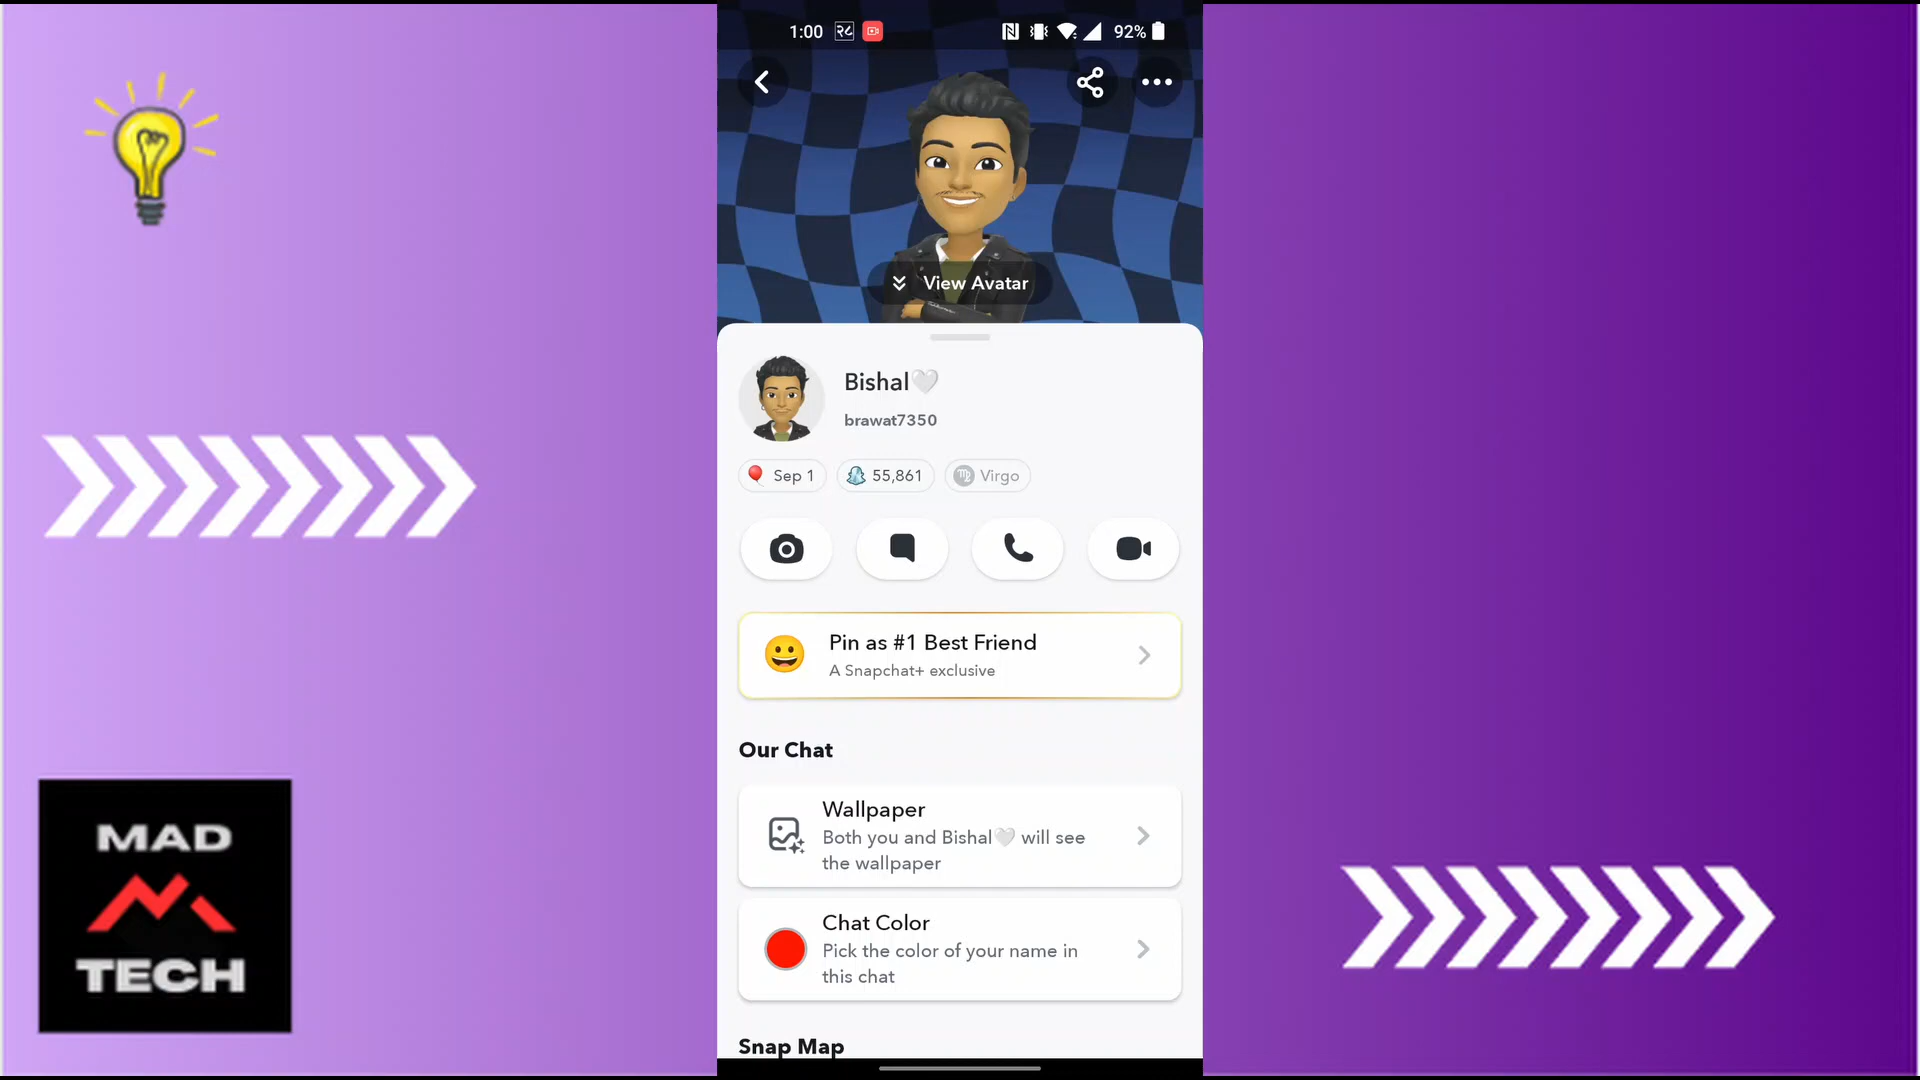 1:00
92%
View Avatar
Bishal🤍
brawat7350
Sep 1
55,861
Virgo
Pin as #1 Best Friend
A Snapchat+ exclusive
Our Chat
Wallpaper
Both you and Bishal🤍 will see
the wallpaper
Chat Color
Pick the color of your name in
this chat
Snap Map
MAD
TECH